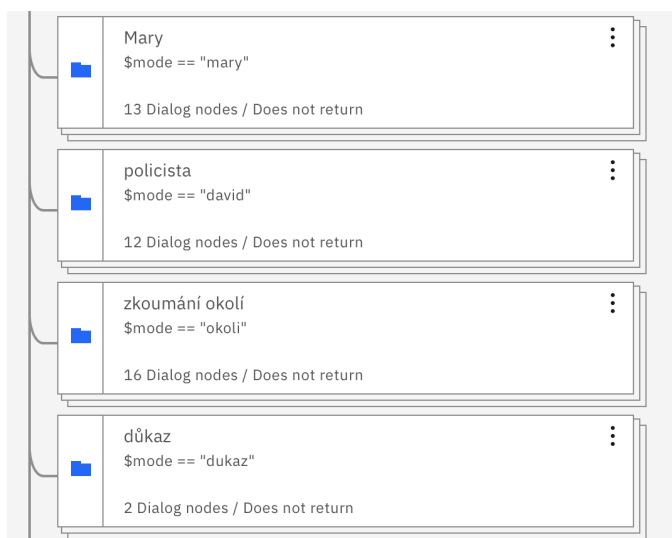 Mary
$mode == "mary"
13 Dialog nodes / Does not return
policista
$mode == "david"
12 Dialog nodes / Does not return
zkoumání okolí
$mode == "okoli"
16 Dialog nodes / Does not return
důkaz
$mode == "dukaz"
2 Dialog nodes / Does not return